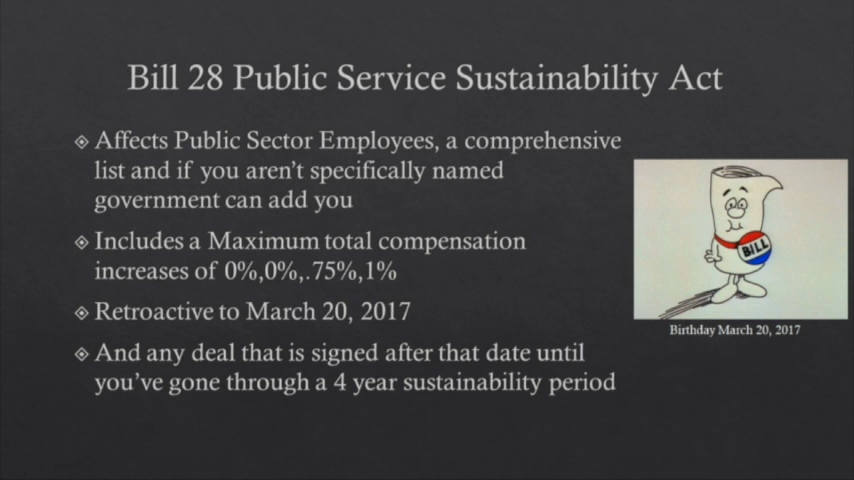 Bill 28 Public Service Sustainability Act
Affects Public Sector Employees, a comprehensive
list and if you aren't specifically named
government can add you
Includes a Maximum total compensation
increases of 0%,0%,.75%,1%
Retroactive to March 20, 2017
And any deal that is signed after that date until
you've gone through a 4 year sustainability period
BILL
Birthday March 20, 2017